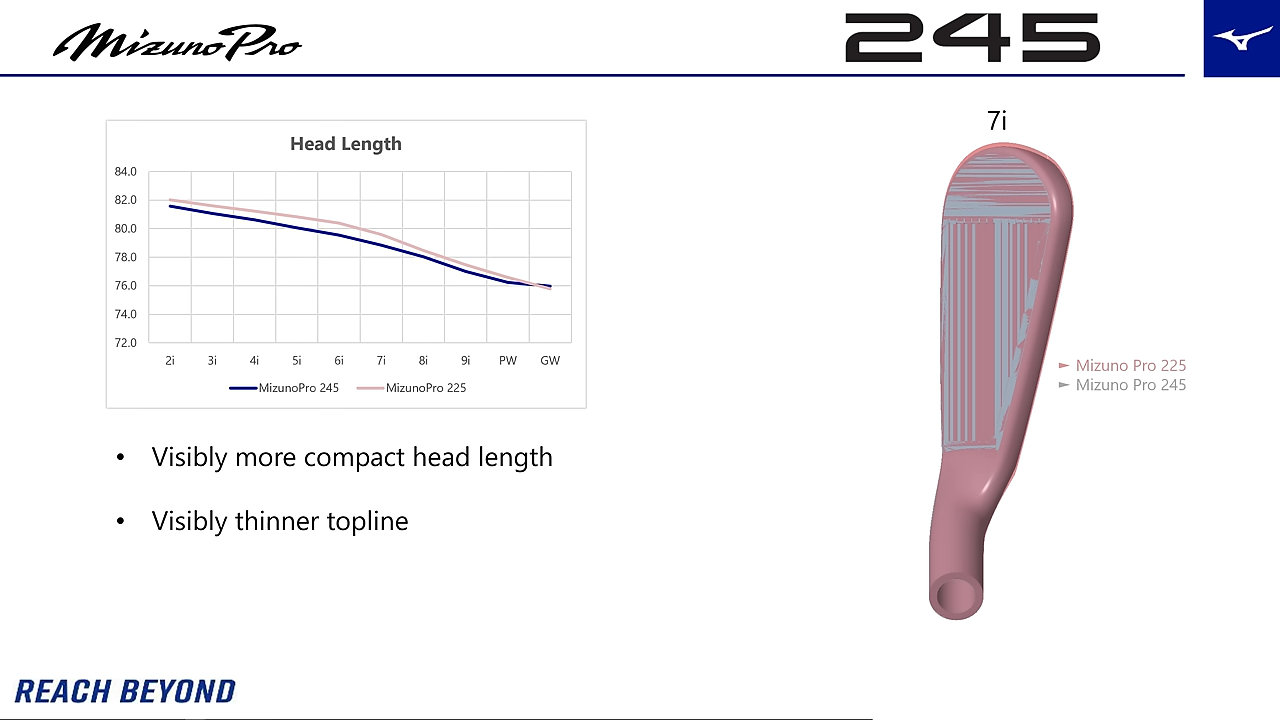 Mizuno Pro
245
7i
Head Length
84.0
82.0
80.0
78.0
76.0
74.0
72.0
2i 3i 4i 5i 6i 7i 8i 9i PW GW
MizunoPro 245 MizunoPro 225
Mizuno Pro 225
Mizuno Pro 245
• Visibly more compact head length
• Visibly thinner topline
REACH BEYOND